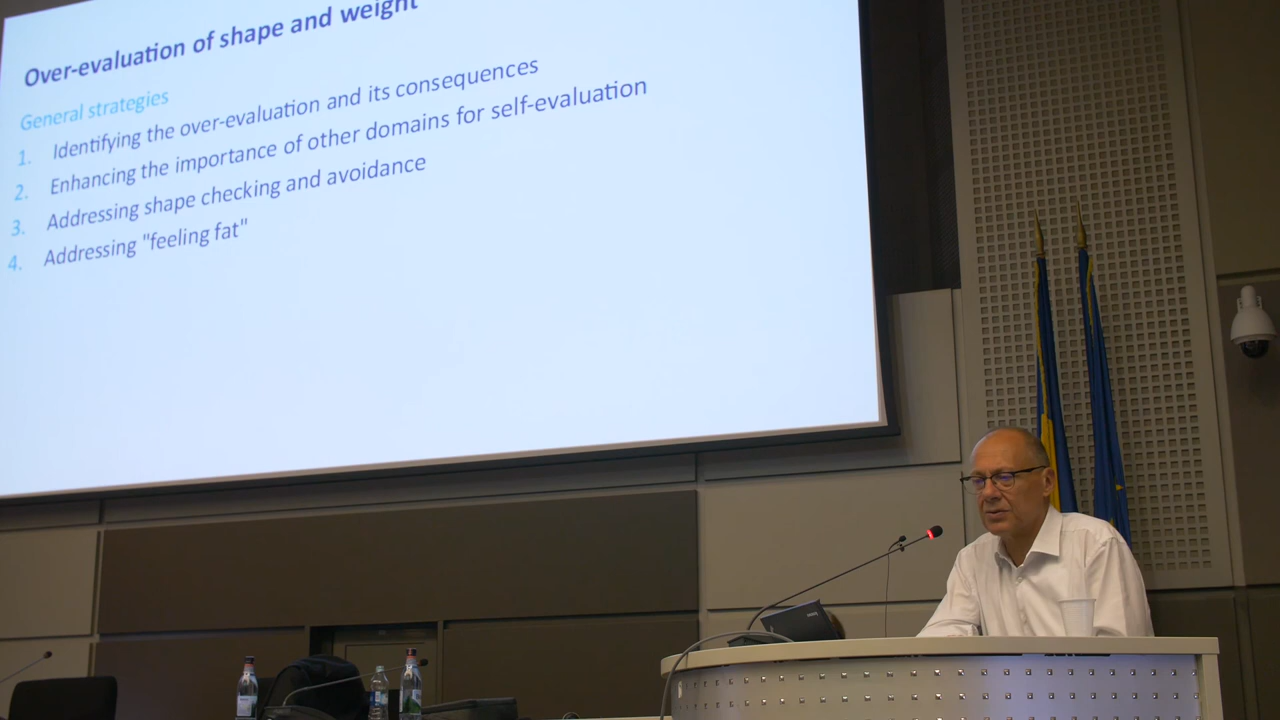 Over-evaluation of shape and weight
General strategies
1. Identifying the over-evaluation and its consequences
2. Enhancing the importance of other domains for self-evaluation
3. Addressing shape checking and avoidance
4. Addressing "feeling fat"